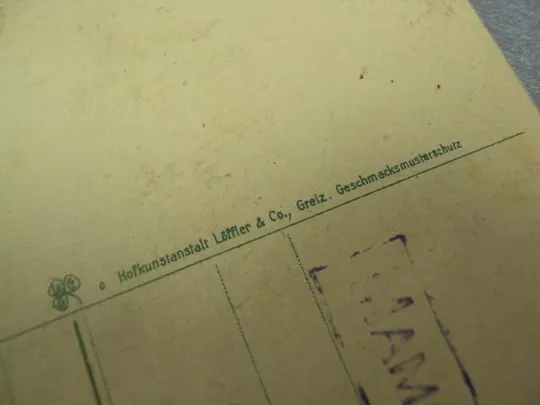 c Hofkunstanstalt Löffler & Co., Greiz. Geschmacksmusterschutz